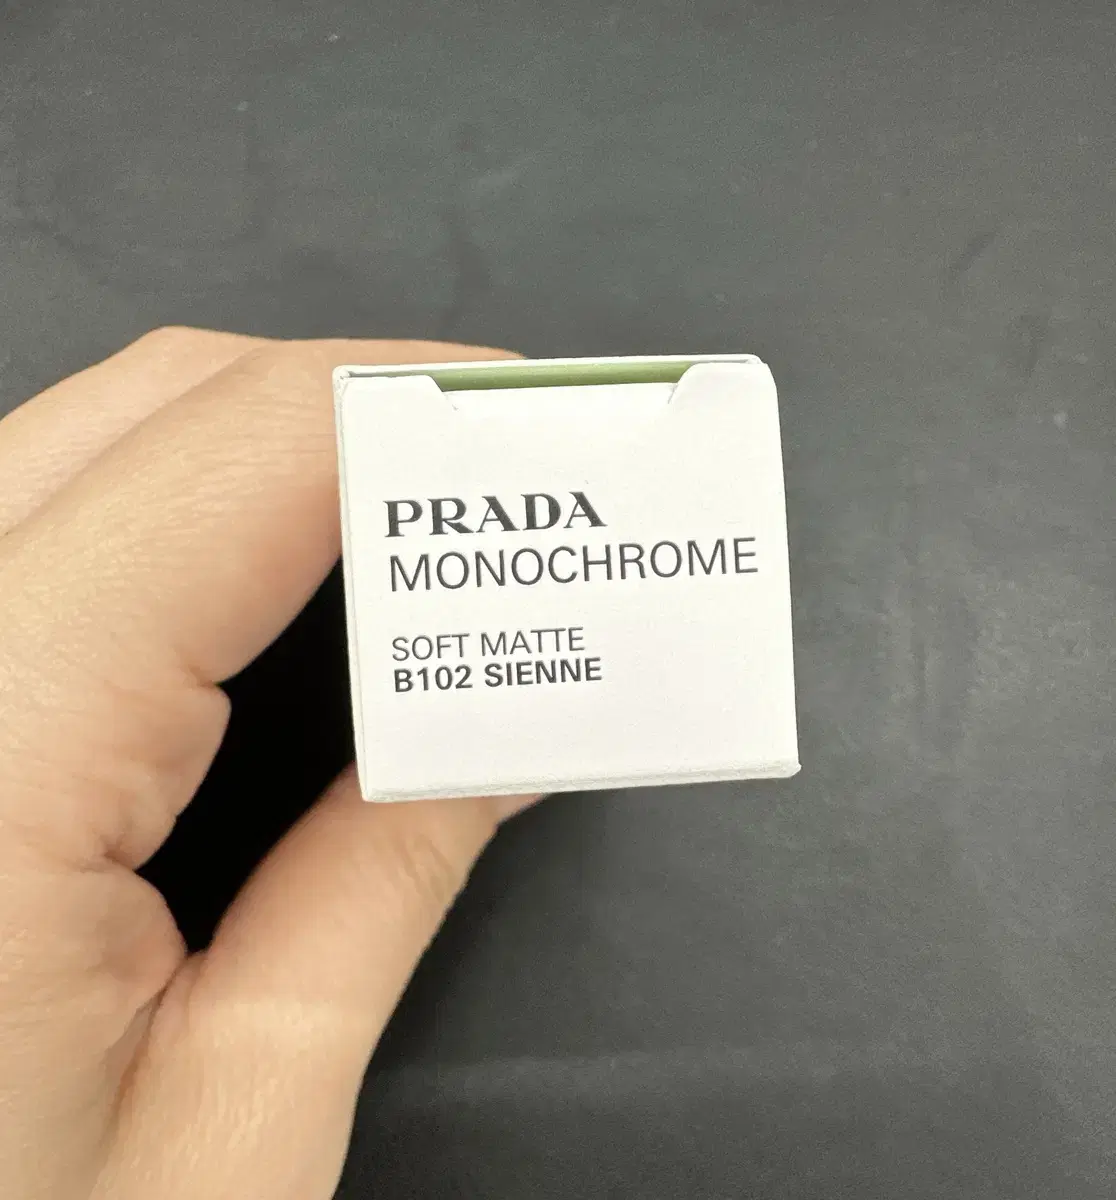 PRADA
MONOCHROME
SOFT MATTE
B102 SIENNE